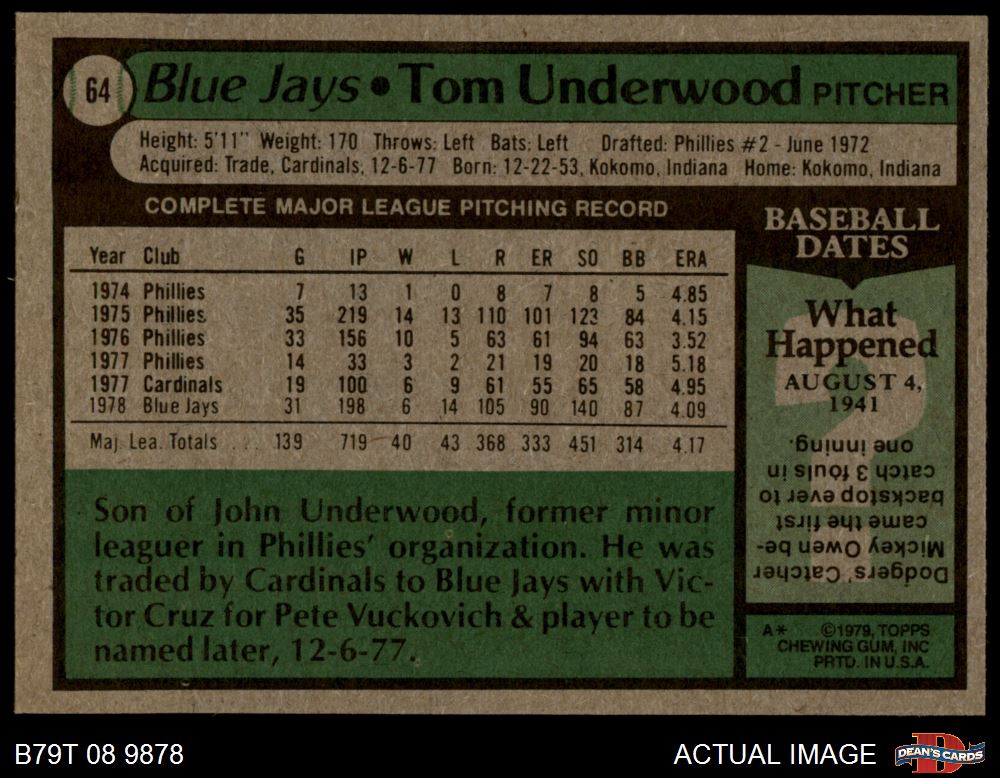 64 Blue Jays • Tom Underwood PITCHER
Height: 5'11" Weight: 170 Throws: Left Bats: Left Drafted: Phillies #2 - June 1972
Acquired: Trade, Cardinals, 12-6-77 Born: 12-22-53, Kokomo, Indiana Home: Kokomo, Indiana
COMPLETE MAJOR LEAGUE PITCHING RECORD
Year Club G IP W L R ER SO BB ERA
1974 Phillies 7 13 1 0 8 7 8 5 4.85
1975 Phillies 35 219 14 13 110 101 123 84 4.15
1976 Phillies 33 156 10 5 63 61 94 63 3.52
1977 Phillies 14 33 3 2 21 19 20 18 5.18
1977 Cardinals 19 100 6 9 61 55 65 58 4.95
1978 Blue Jays 31 198 6 14 105 90 140 87 4.09
Maj. Lea. Totals . . . 139 719 40 43 368 333 451 314 4.17
Son of John Underwood, former minor
leaguer in Phillies' organization. He was
traded by Cardinals to Blue Jays with Vic-
tor Cruz for Pete Vuckovich & player to be
named later, 12-6-77.
BASEBALL
DATES
What
Happened
AUGUST 4,
1941
Dodgers' Catcher
Mickey Owen be-
came the first
backstop ever to
catch 3 fouls in
one inning.
A* ©1979, TOPPS
CHEWING GUM, INC
PRTD. IN U.S.A.
B79T 08 9878
ACTUAL IMAGE
DEAN'S CARDS